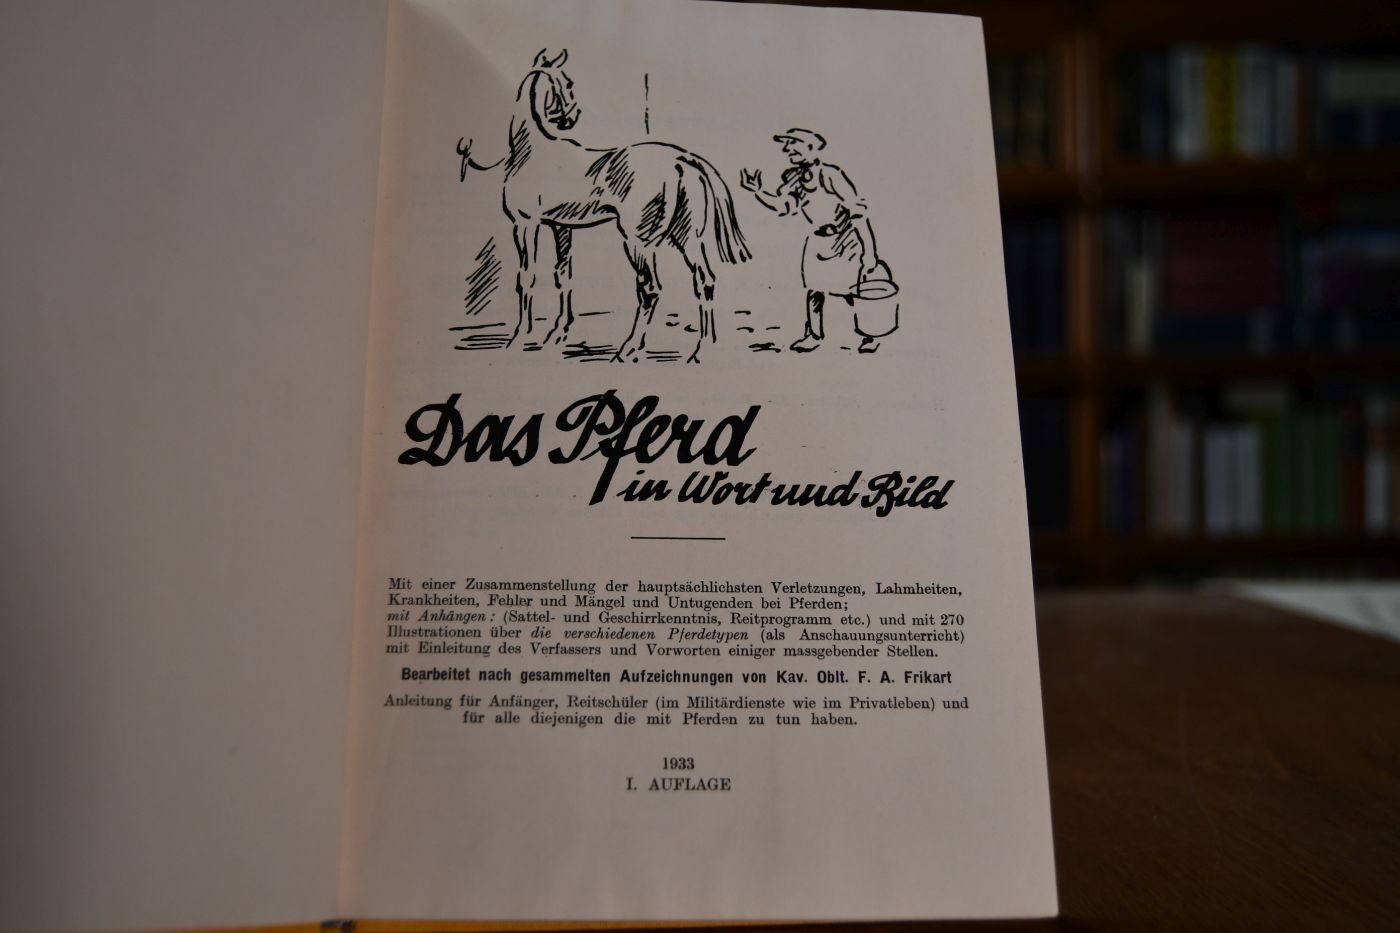 Das Pferd
in Wort und Bild
Mit einer Zusammenstellung der hauptsächlichsten Verletzungen, Lahmheiten,
Krankheiten, Fehler und Mängel und Untugenden bei Pferden;
mit Anhängen: (Sattel- und Geschirrkenntnis, Reitprogramm etc.) und mit 270
Illustrationen über die verschiedenen Pferdetypen (als Anschauungsunterricht)
mit Einleitung des Verfassers und Vorworten einiger massgebender Stellen.
Bearbeitet nach gesammelten Aufzeichnungen von Kav. Oblt. F. A. Frikart
Anleitung für Anfänger, Reitschüler (im Militärdienste wie im Privatleben) und
für alle diejenigen die mit Pferden zu tun haben.
1933
I. AUFLAGE